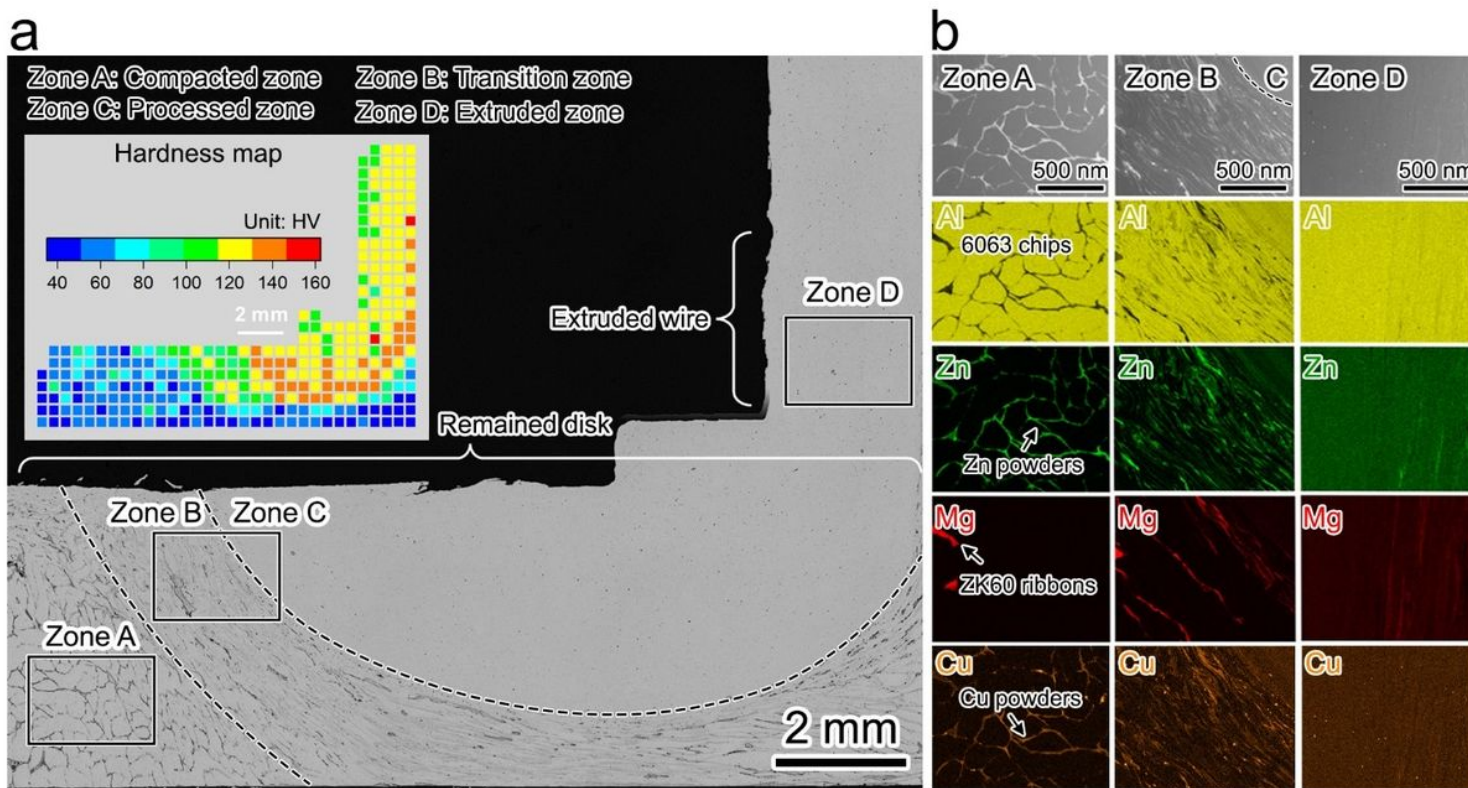 a
Zone A: Compacted zone Zone B: Transition zone
Zone C: Processed zone Zone D: Extruded zone
Hardness map
Unit: HV
40 60 80 100 120 140 160
2 mm
Extruded wire
Zone D
Remained disk
Zone B Zone C
Zone A
2 mm
b
Zone A Zone B C Zone D
500 nm 500 nm 500 nm
Al Al Al
6063 chips
Zn Zn Zn
Zn powders
Mg Mg Mg
ZK60 ribbons
Cu Cu Cu
Cu powders